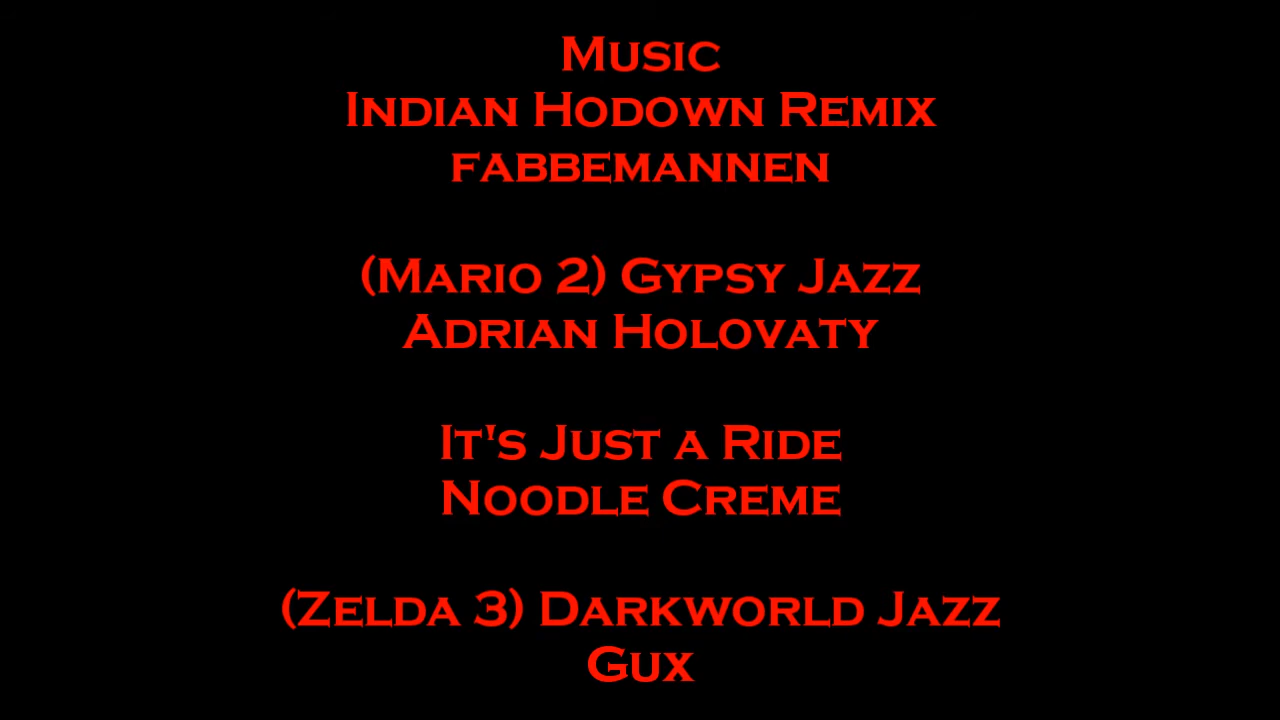 Music
Indian Hodown Remix
fabbemannen
(Mario 2) Gypsy Jazz
Adrian Holovaty
It's Just a Ride
Noodle Creme
(Zelda 3) Darkworld Jazz
Gux